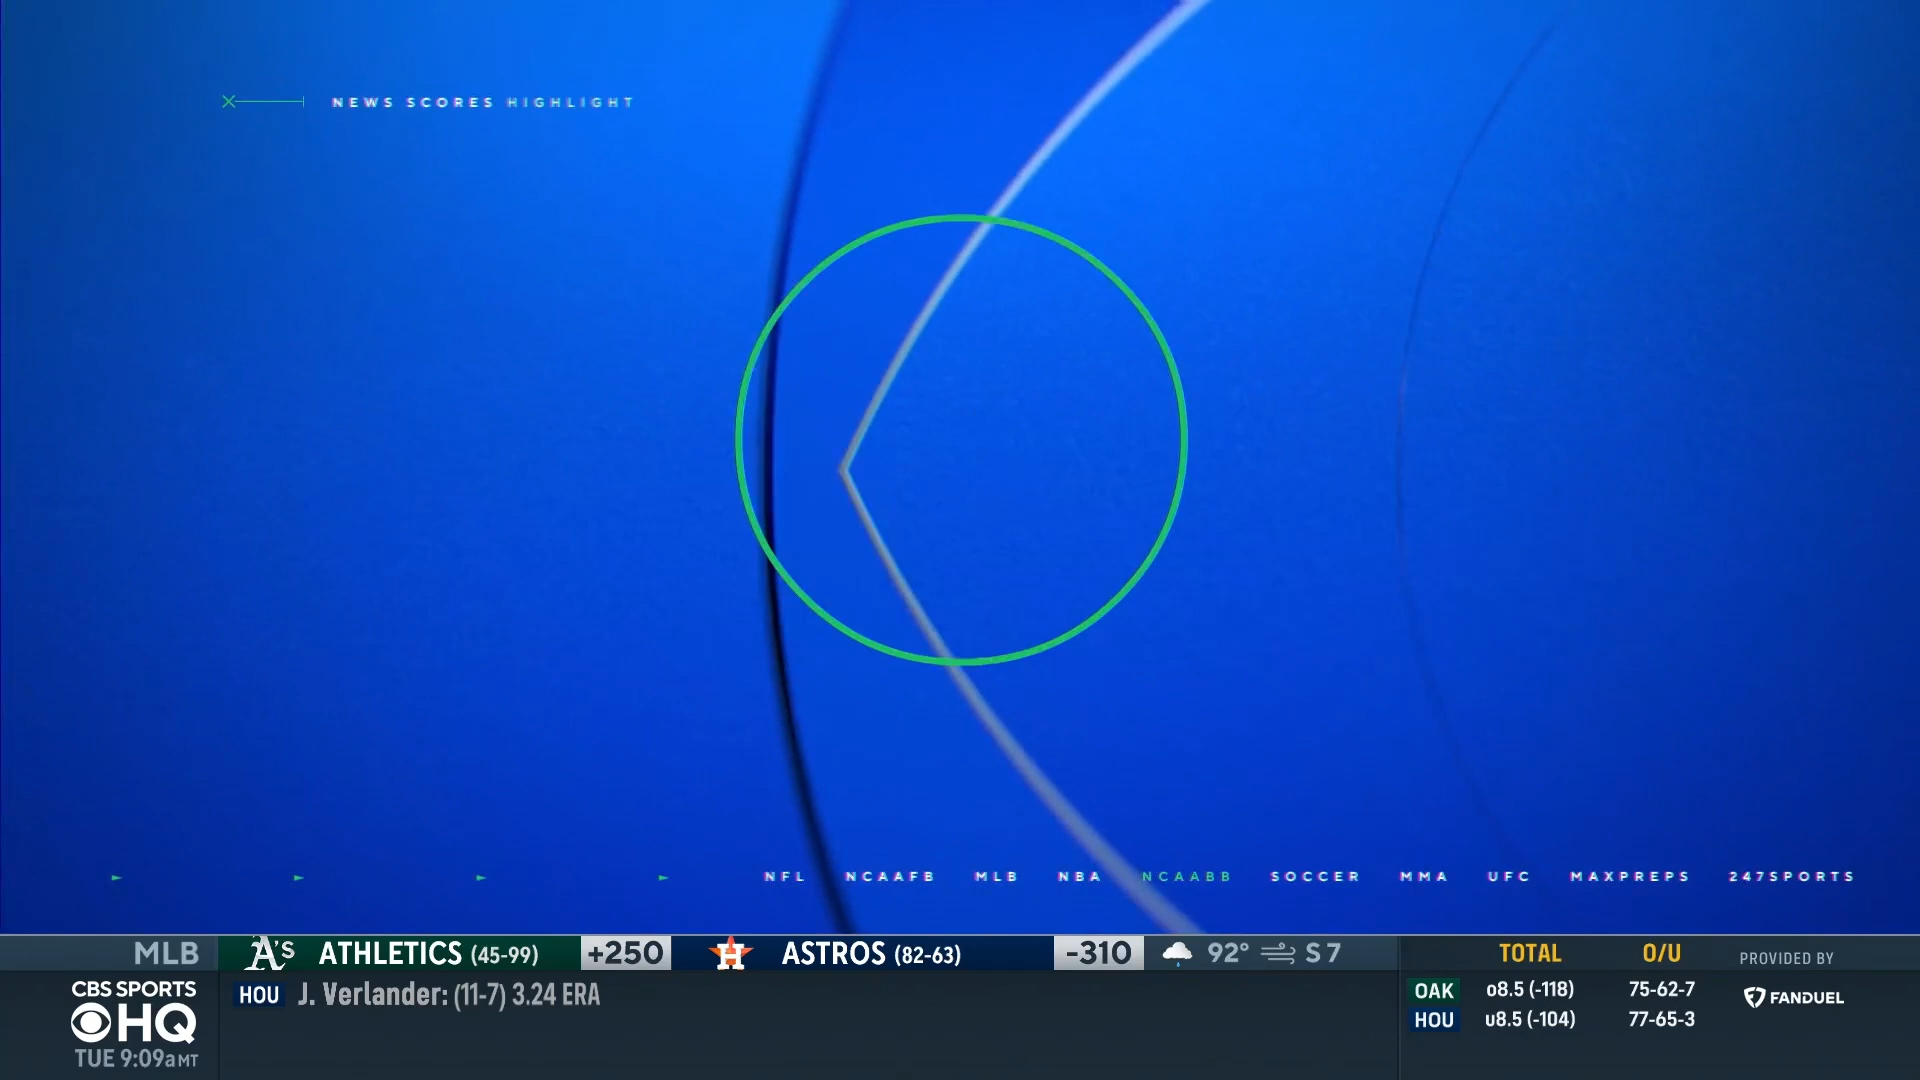 NEWS SCORES HIGHLIGHT
NFL NCAAFB MLB NBA NCAABB SOCCER MMA UFC MAXPREPS 247SPORTS
MLB A's ATHLETICS (45-99) +250 H ASTROS (82-63) -310 92° S 7 TOTAL O/U PROVIDED BY
CBS SPORTS HQ
TUE 9:09aMT
HOU J. Verlander: (11-7) 3.24 ERA
OAK o8.5 (-118) 75-62-7
HOU u8.5 (-104) 77-65-3
FANDUEL